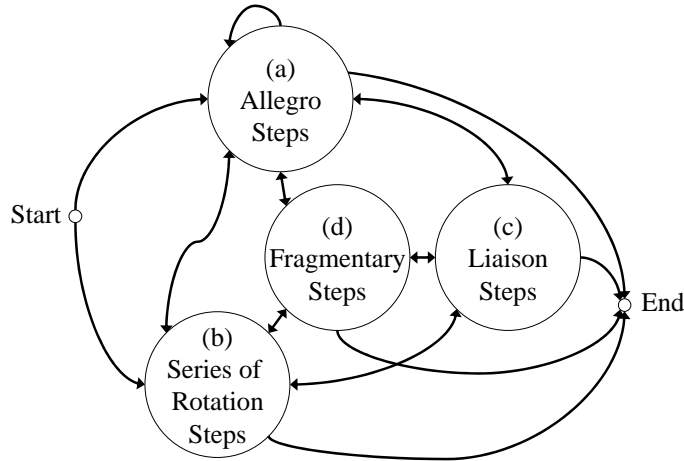 (a)
Allegro
Steps
Start
(d)
Fragmentary
Steps
(c)
Liaison
Steps
End
(b)
Series of
Rotation
Steps